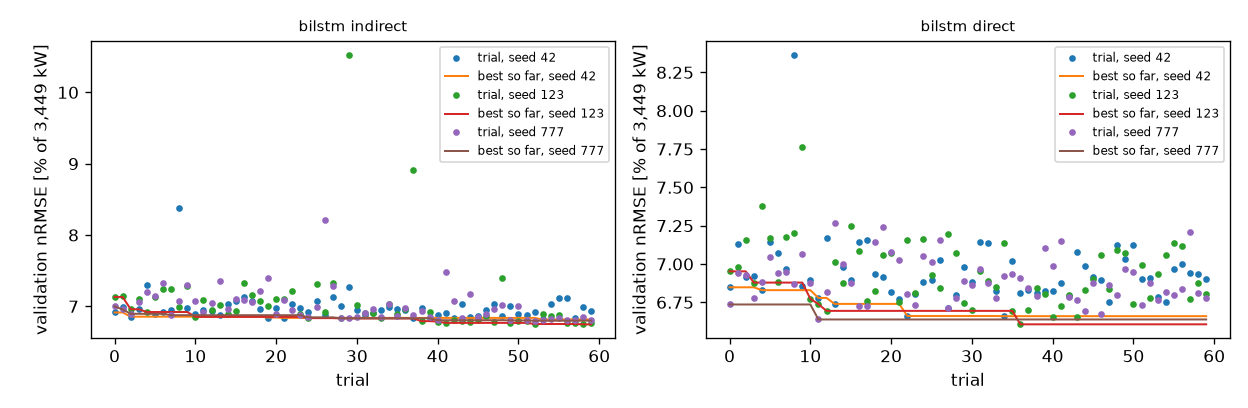 bilstm indirect
validation nRMSE [% of 3,449 kW]
10
9
8
7
0
10
20
30
40
50
60
trial
trial, seed 42
best so far, seed 42
trial, seed 123
best so far, seed 123
trial, seed 777
best so far, seed 777
bilstm direct
validation nRMSE [% of 3,449 kW]
8.25
8.00
7.75
7.50
7.25
7.00
6.75
0
10
20
30
40
50
60
trial
trial, seed 42
best so far, seed 42
trial, seed 123
best so far, seed 123
trial, seed 777
best so far, seed 777